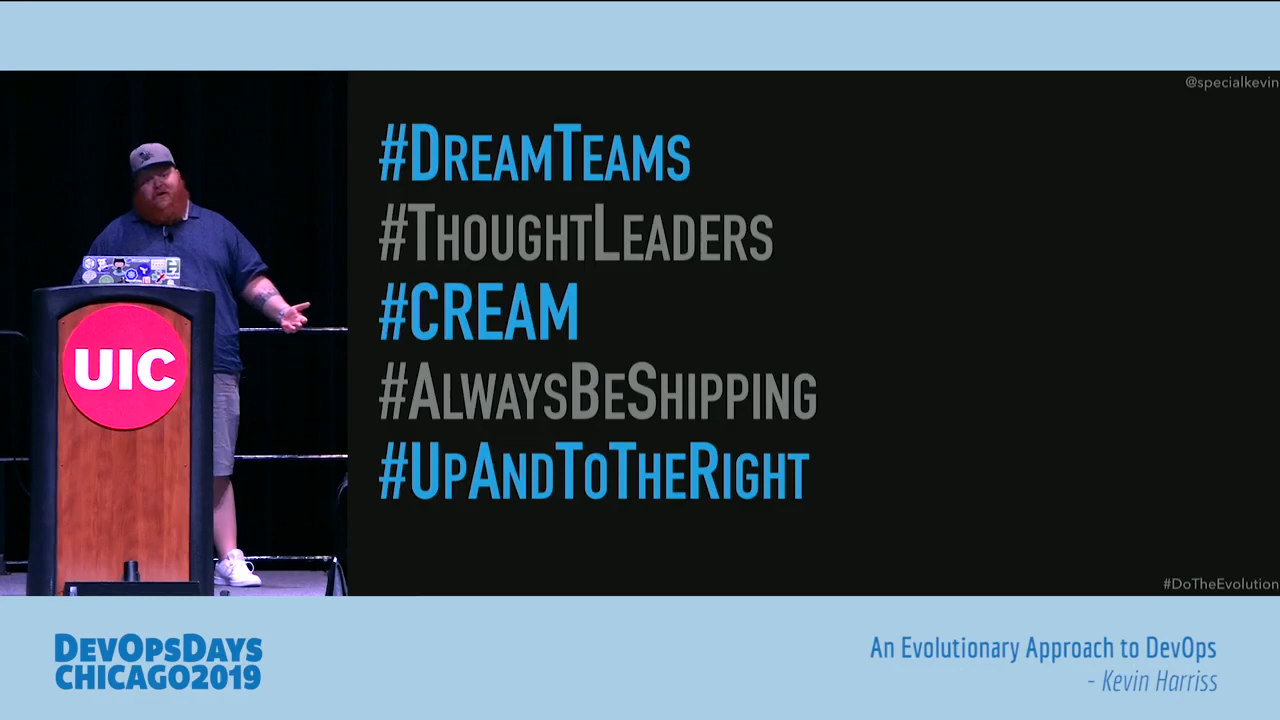 @specialkevin
#DREAMTEAMS
#THOUGHTLEADERS
#CREAM
#ALWAYSBESHIPPING
#UPANDTOTHERIGHT
UIC
#DoTheEvolution
DEVOPSDAYS
CHICAGO2019
An Evolutionary Approach to DevOps
- Kevin Harriss